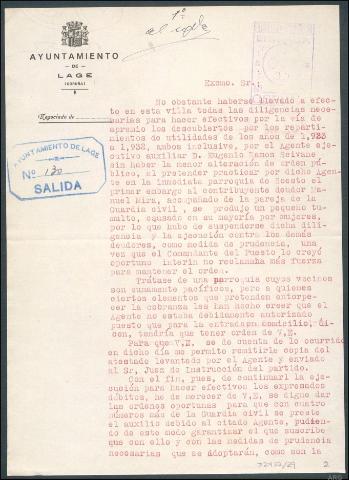 1º
al
AYUNTAMIENTO
DE
LAGE
(CORUÑA)
Negociado de
AYUNTAMIENTO DE LAGE
Nº 130
SALIDA
Excmo. Sr.
No obstante haberse llevado a efec-
to en esta villa todas las diligencias nece-
sarias para hacer efectivos por la vía de
apremio los descubiertos por los reparti-
mientos de utilidades de los años de 1,923
a 1,932, ambos inclusive, por el Agente eje-
cutivo auxiliar D. Eugenio Ramos Seivane
sin haber la menor alteración de orden pú-
blico, al pretender practicar por dicho Agen-
te en la inmediata parroquia de Soesto el
primer embargo al contribuyente deudor Ma-
nuel Mira, acompañado de la pareja de la
Guardia civil, se produjo un pequeño tu-
multo, causado en su mayoría por mujeres,
por lo que hubo de suspenderse dicha dili-
gencia y la ejecución contra los demás
deudores, como medida de prudencia, una
vez que el Comandante del Puesto lo creyó
oportuno interin no reclamaba más fuerza
para mantener el orden.
Trátase de una parroquia cuyos vecinos
son sumamente pacíficos, pero a quienes
ciertos elementos que pretenden entorpe-
cer la cobranza les han hecho creer que el
Agente no estaba debidamente autorizado
puesto que para la entrada en domicilio, di-
cen, tendría que tener orden de V.E.
Para que V.E. se de cuenta de lo ocurrido
en dicho día me permito remitirle copia del
atestado levantado por el Agente y enviado
al Sr. Juez de Instrucción del partido.
Con el fin, pues, de continuar la eje-
cución para hacer efectivos los expresados
débitos, he de merecer de V.E. se digne dar
las ordenes oportunas para que con cuatro
números más de la Guardia civil se preste
el auxilio debido al citado Agente, pudien-
do de este modo garantizar el que suscribe
que con ello y con las medidas de prudencia
necesarias que se adoptarán, como son la
2